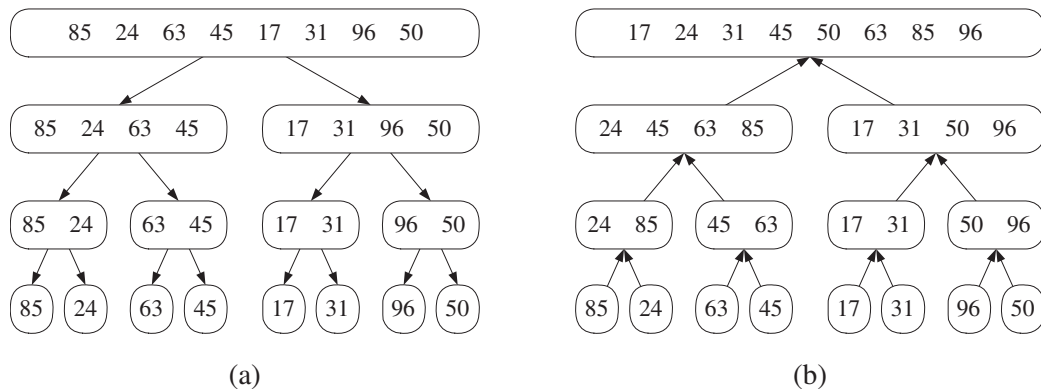 85 24 63 45 17 31 96 50
85 24 63 45 17 31 96 50
85 24 63 45 17 31 96 50
85 24 63 45 17 31 96 50
(a)
17 24 31 45 50 63 85 96
24 45 63 85 17 31 50 96
24 85 45 63 17 31 50 96
85 24 63 45 17 31 96 50
(b)